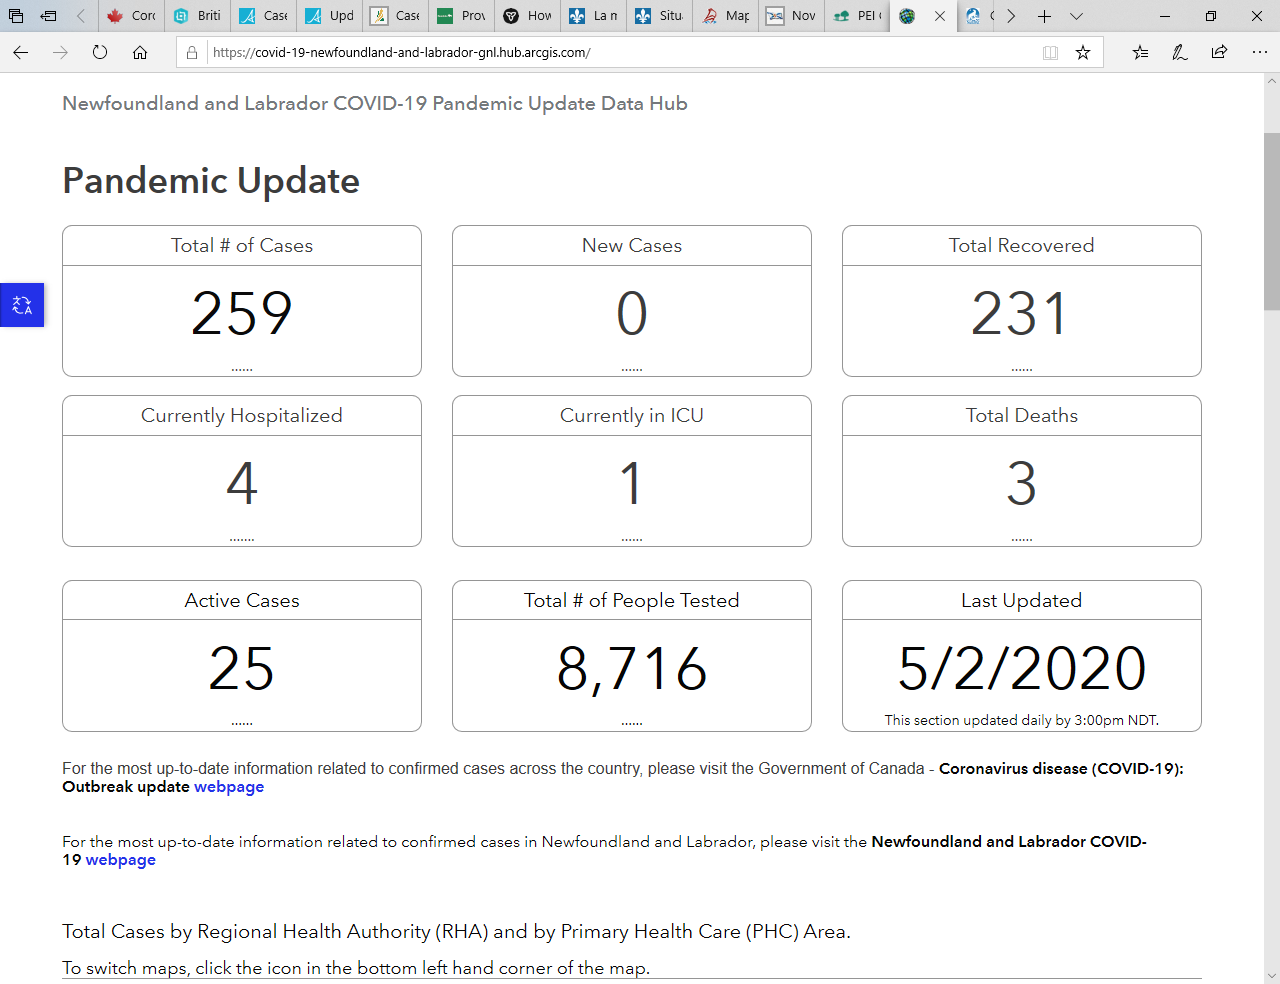 Cord
Briti
Case
Upd
Case
Prov
How
La m
Situ
Map
Nov
PEI
https://covid-19-newfoundland-and-labrador-gnl.hub.arcgis.com/
Newfoundland and Labrador COVID-19 Pandemic Update Data Hub
Pandemic Update
Total # of Cases
259
......
New Cases
0
......
Total Recovered
231
......
Currently Hospitalized
4
.......
Currently in ICU
1
......
Total Deaths
3
......
Active Cases
25
......
Total # of People Tested
8,716
......
Last Updated
5/2/2020
This section updated daily by 3:00pm NDT.
For the most up-to-date information related to confirmed cases across the country, please visit the Government of Canada - Coronavirus disease (COVID-19):
Outbreak update webpage
For the most up-to-date information related to confirmed cases in Newfoundland and Labrador, please visit the Newfoundland and Labrador COVID-
19 webpage
Total Cases by Regional Health Authority (RHA) and by Primary Health Care (PHC) Area.
To switch maps, click the icon in the bottom left hand corner of the map.